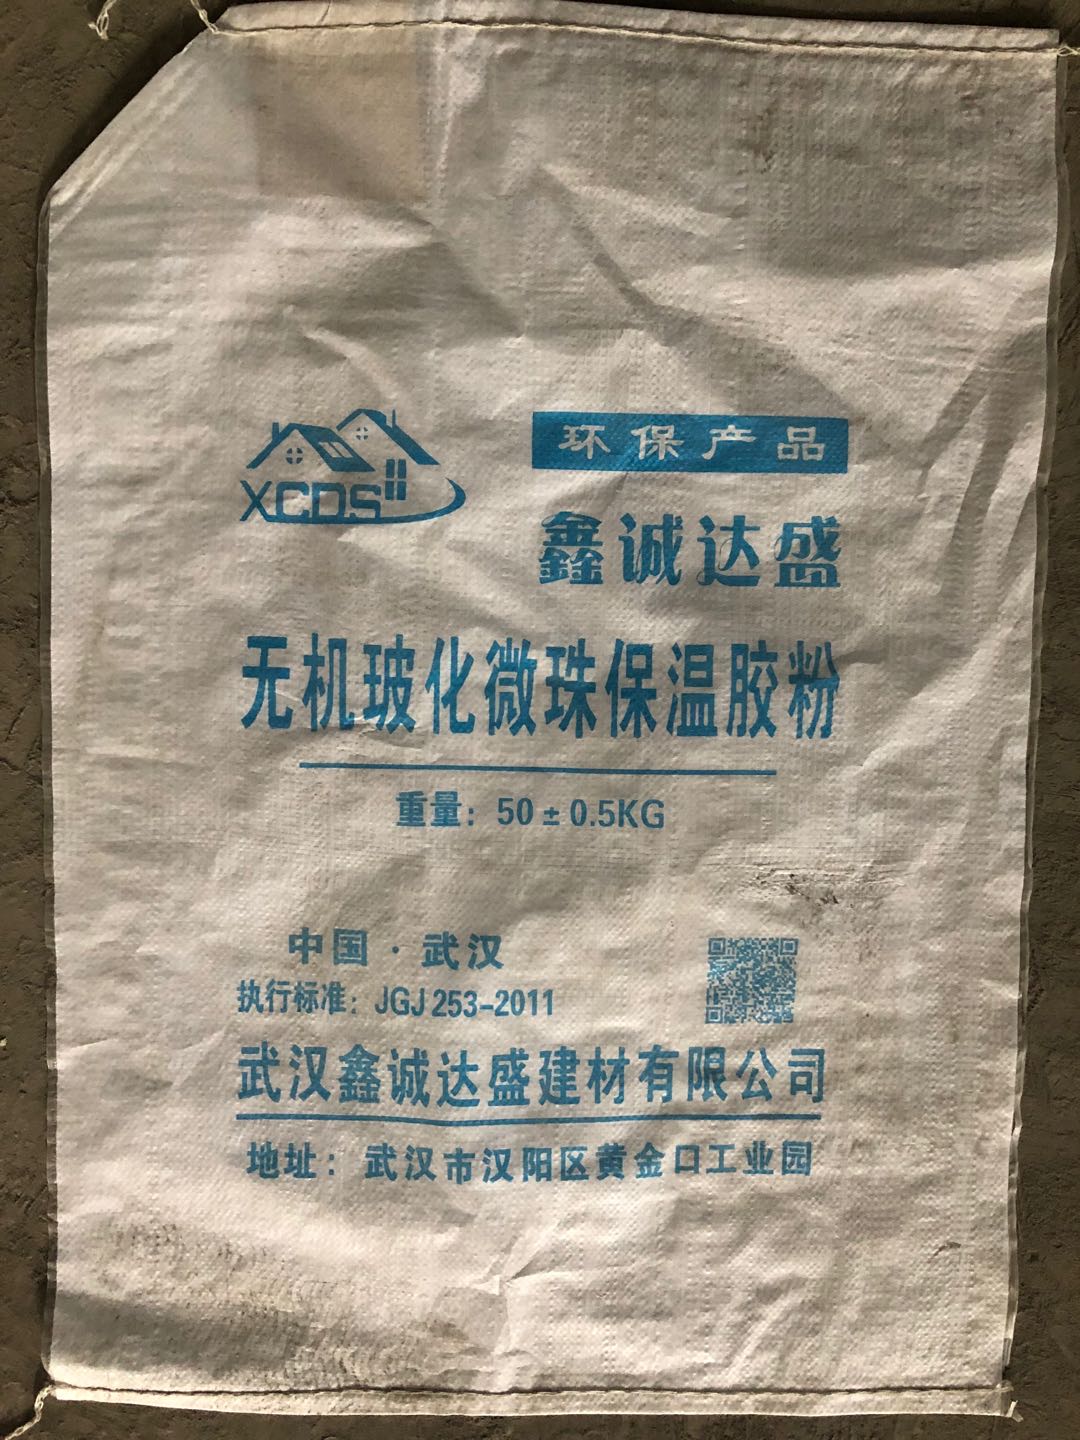 XCDS
环保产品
鑫诚达盛
无机玻化微珠保温胶粉
重量：50±0.5KG
中国·武汉
执行标准：JGJ 253-2011
武汉鑫诚达盛建材有限公司
地址：武汉市汉阳区黄金口工业园